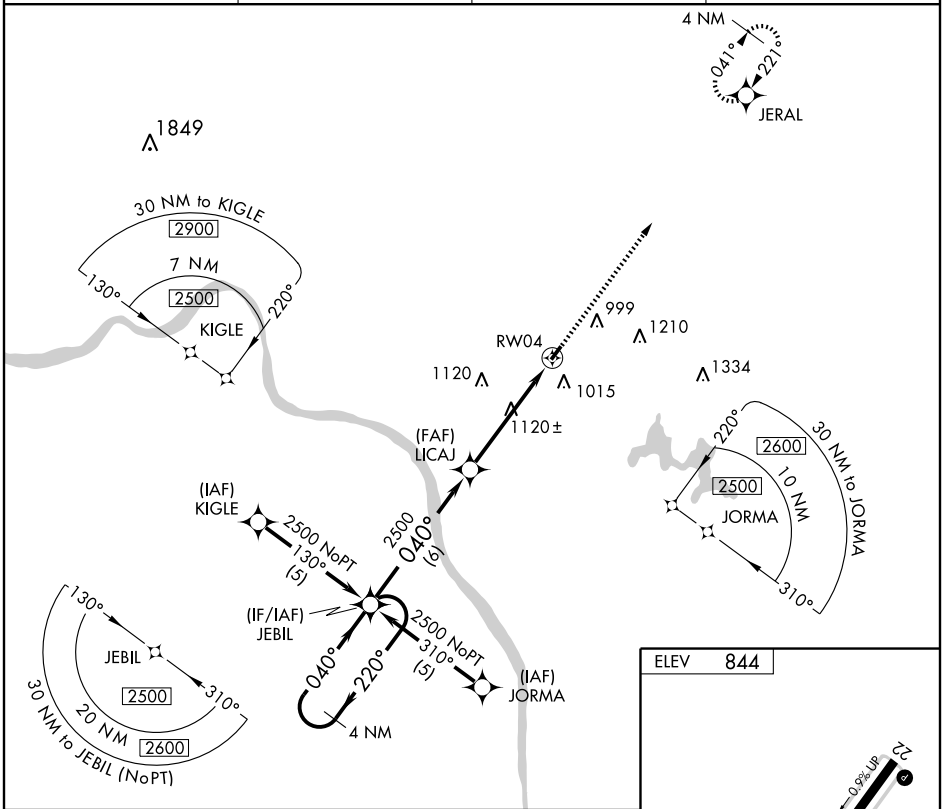 4 NM
041°
221°
JERAL
1849
30 NM to KIGLE
2900
7 NM
2500
130°
220°
KIGLE
999
1210
RW04
1120
1015
1334
1120±
(FAF)
LICAJ
220°
2600
30 NM to JORMA
2500
10 NM
JORMA
310°
(IAF)
KIGLE
2500 NoPT
130°
(5)
2500
040°
(6)
(IF/IAF)
JEBIL
2500 NoPT
310°
(5)
(IAF)
JORMA
040°
220°
4 NM
130°
JEBIL
310°
2500
20 NM
2600
30 NM to JEBIL (NoPT)
ELEV 844
22
0.9% UP
P